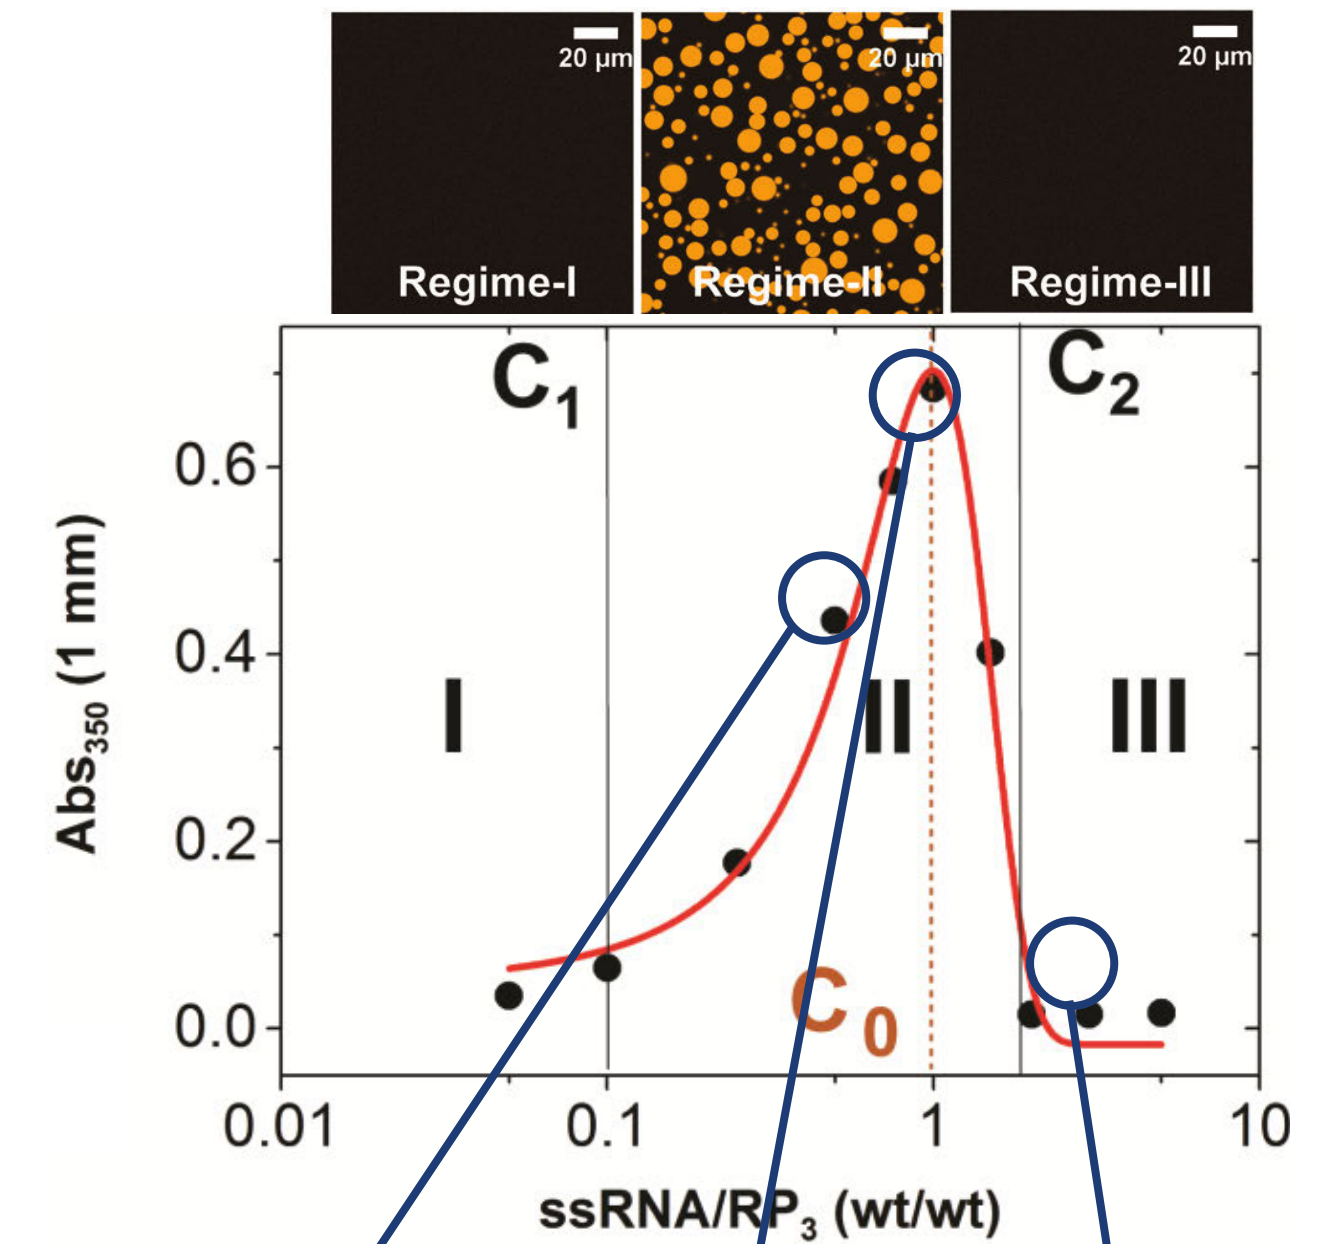 20 µm
20 µm
20 µm
Regime-I
Regime-II
Regime-III
C1
C2
0.6
0.4
0.2
0.0
Abs350 (1 mm)
I
II
III
C0
0.01
0.1
1
10
ssRNA/RP3 (wt/wt)